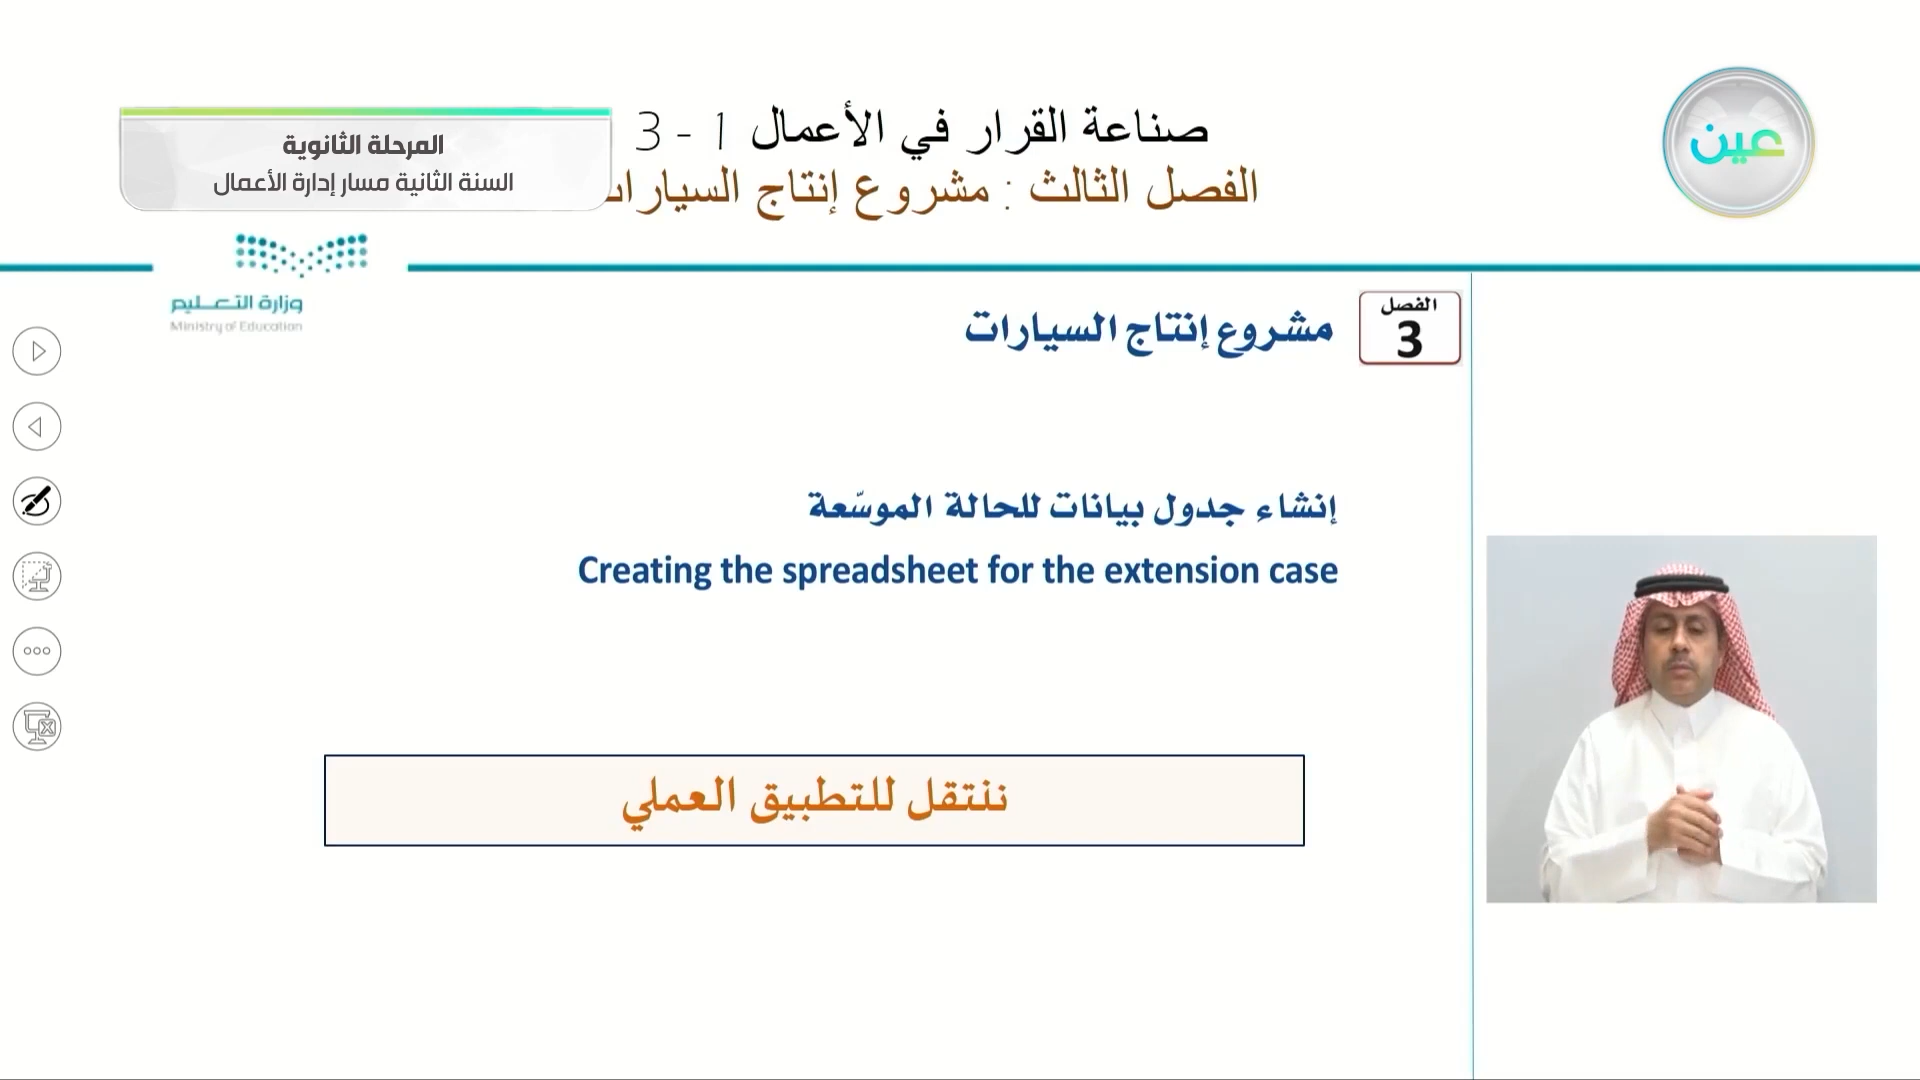 صناعة القرار في الأعمال 1 - 3
الفصل الثالث : مشروع إنتاج
المرحلة الثانوية
السنة الثانية مسار إدارة الأعمال
عين
وزارة التعليم
Ministry of Education
الفصل
3
مشروع إنتاج السيارات
إنشاء جدول بيانات للحالة الموسّعة
Creating the spreadsheet for the extension case
ننتقل للتطبيق العملي